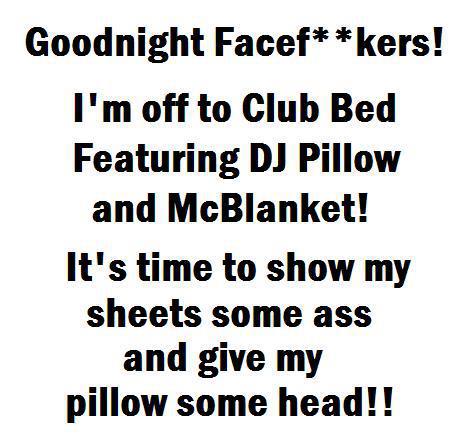 Goodnight Facef**kers!
I'm off to Club Bed
Featuring DJ Pillow
and McBlanket!
It's time to show my
sheets some ass
and give my
pillow some head!!